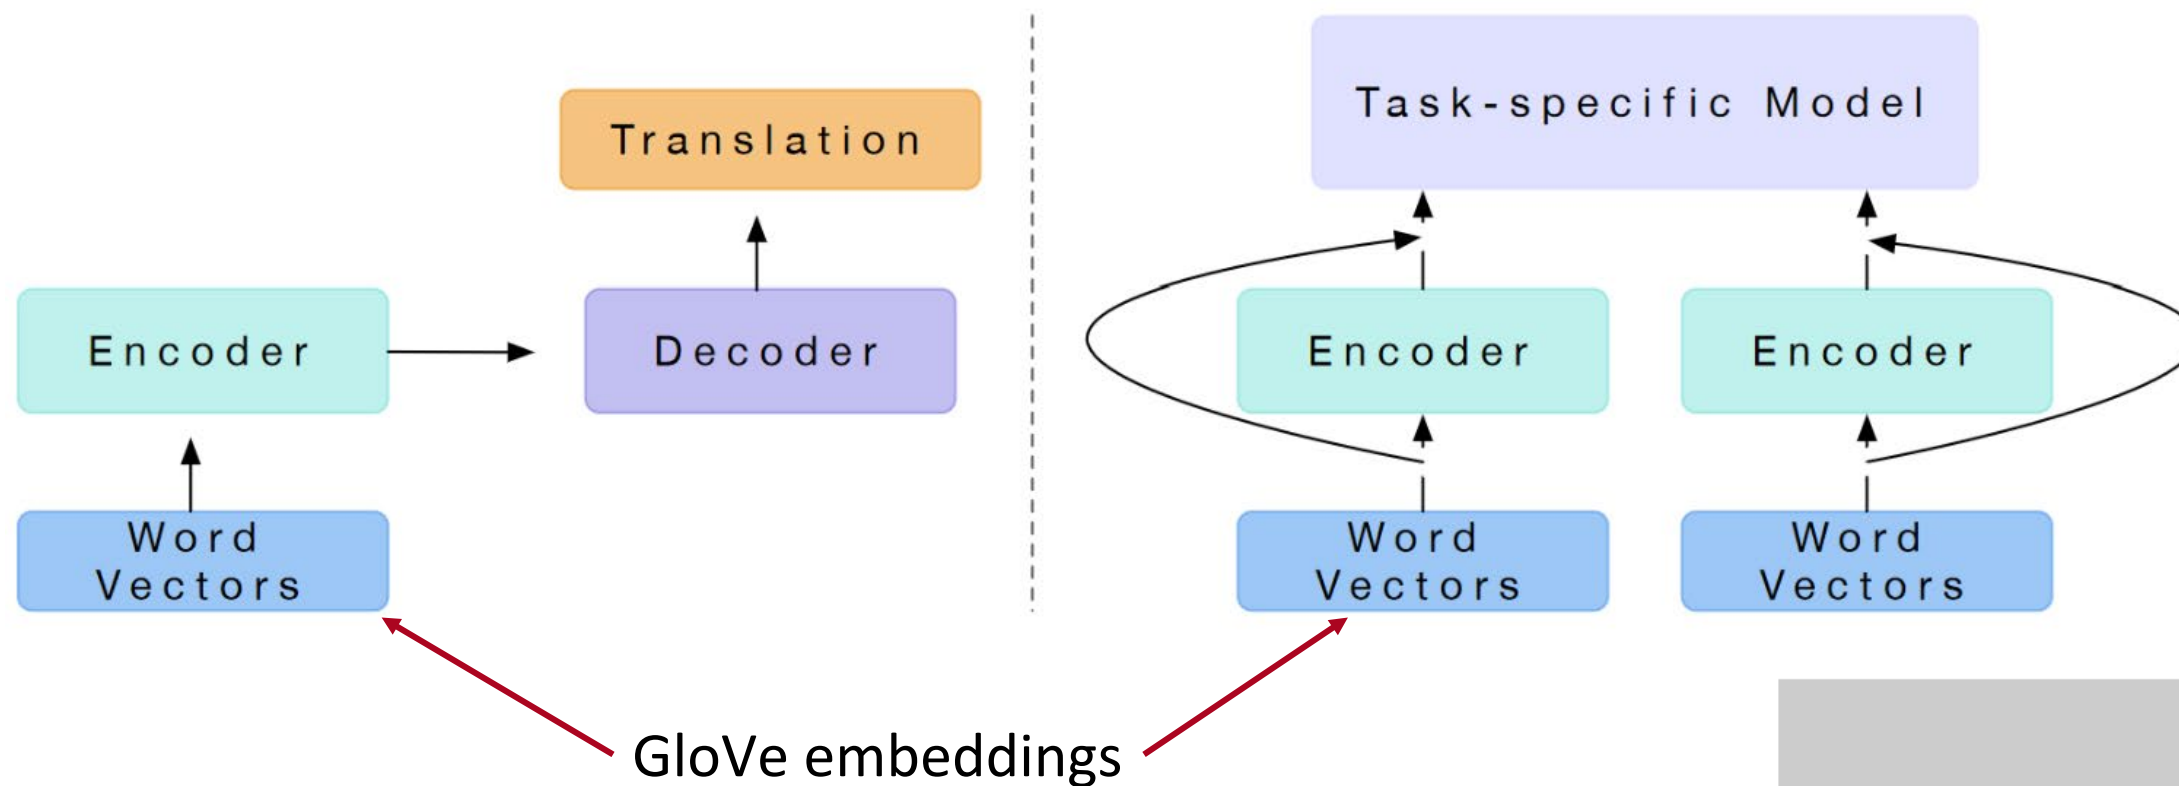 Translation
Encoder
Decoder
Word
Vectors
Task-specific Model
Encoder
Encoder
Word
Vectors
Word
Vectors
GloVe embeddings